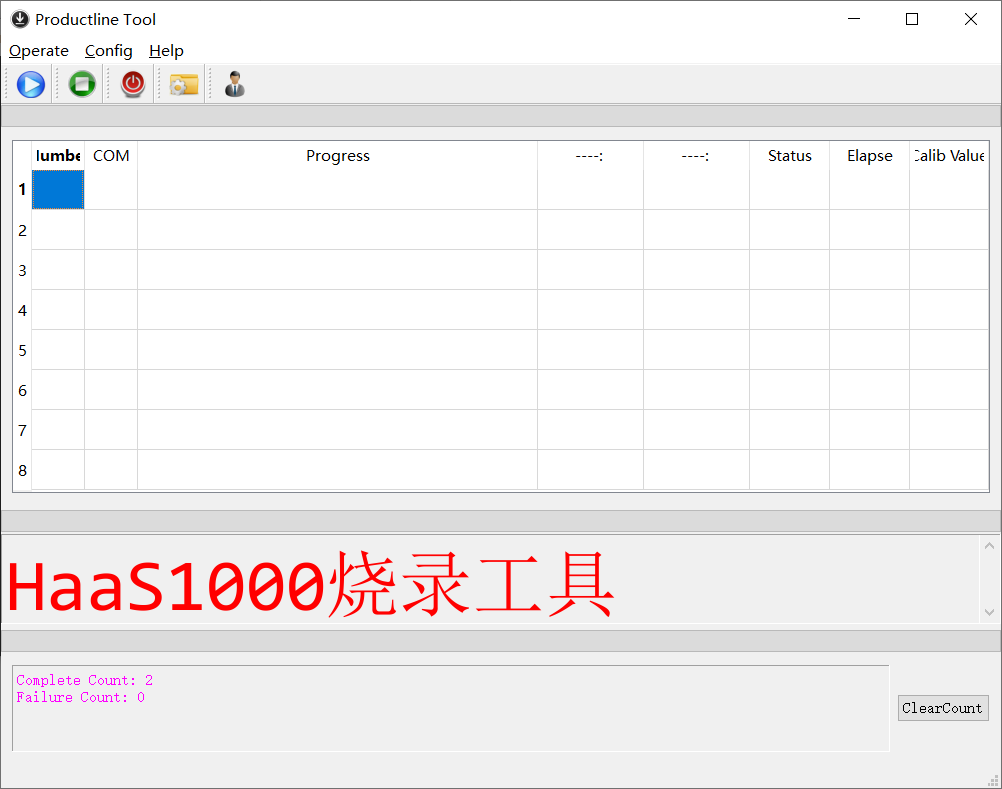 Productline Tool
Operate Config Help
Number COM Progress ----: ----: Status Elapse Calib Value
1
2
3
4
5
6
7
8
HaaS1000烧录工具
Complete Count: 2
Failure Count: 0
ClearCount